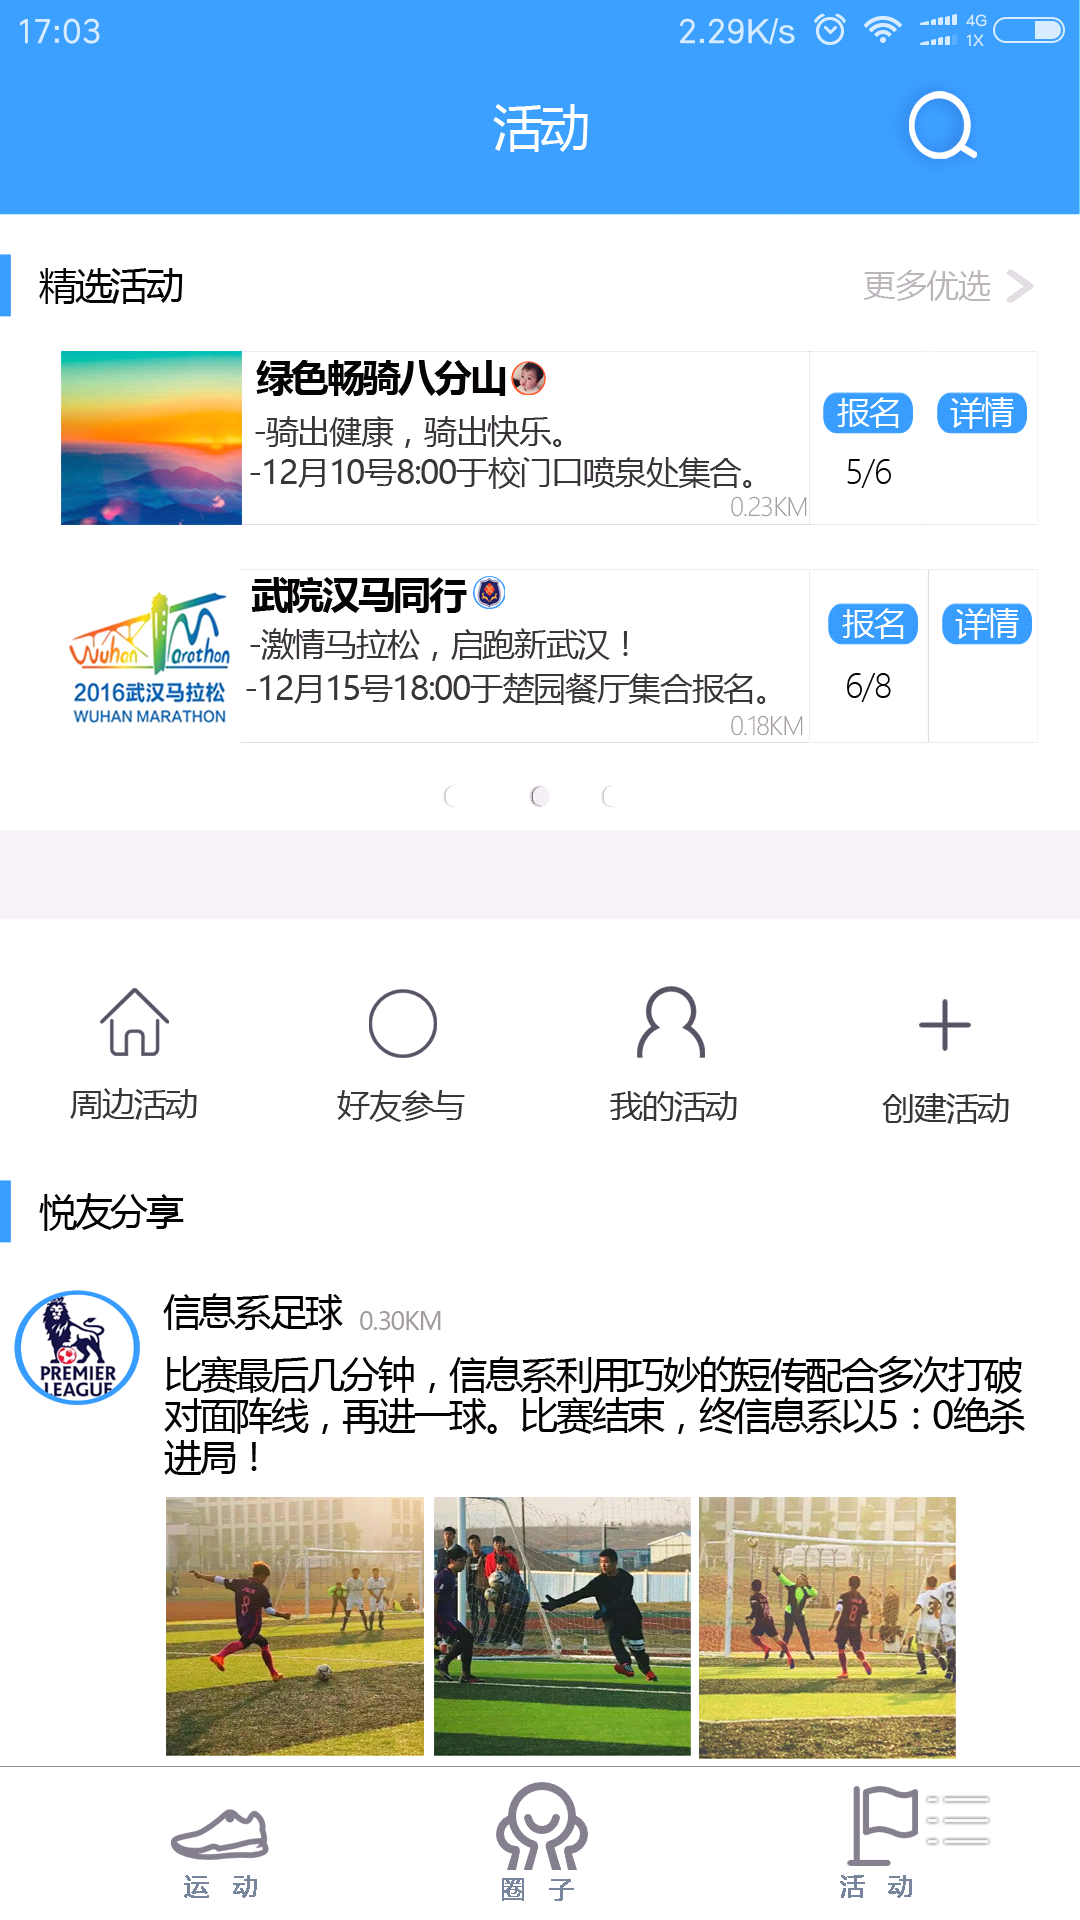 17:03
2.29K/s
4G
1X
活动
精选活动
更多优选
绿色畅骑八分山
报名
详情
-骑出健康，骑出快乐。
-12月10号8:00于校门口喷泉处集合。
5/6
0.23KM
武院汉马同行
报名
详情
-激情马拉松，启跑新武汉！
Wuhan Marathon
2016武汉马拉松
WUHAN MARATHON
-12月15号18:00于楚园餐厅集合报名。
6/8
0.18KM
周边活动
好友参与
我的活动
创建活动
悦友分享
信息系足球
0.30KM
PREMIER
LEAGUE
比赛最后几分钟，信息系利用巧妙的短传配合多次打破
对面阵线，再进一球。比赛结束，终信息系以5：0绝杀
进局！
运 动
圈 子
活 动